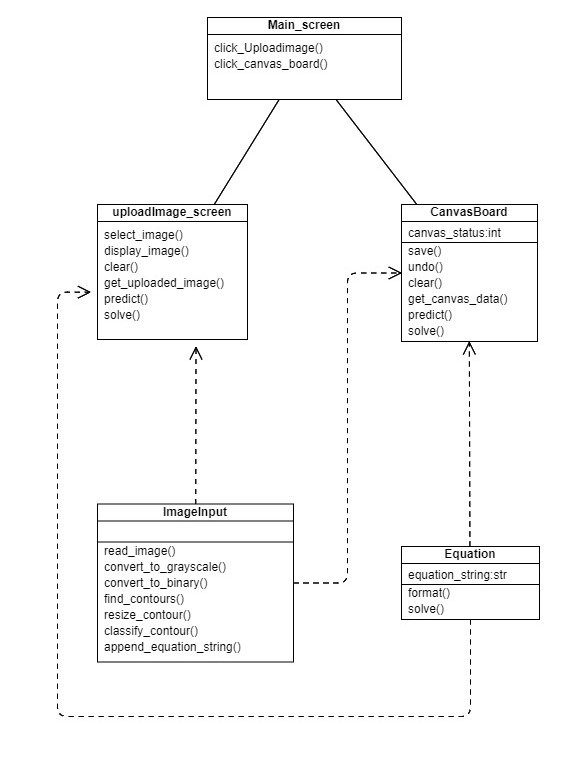 Main_screen
click_Uploadimage()
click_canvas_board()
uploadImage_screen
select_image()
display_image()
clear()
get_uploaded_image()
predict()
solve()
CanvasBoard
canvas_status:int
save()
undo()
clear()
get_canvas_data()
predict()
solve()
ImageInput
read_image()
convert_to_grayscale()
convert_to_binary()
find_contours()
resize_contour()
classify_contour()
append_equation_string()
Equation
equation_string:str
format()
solve()